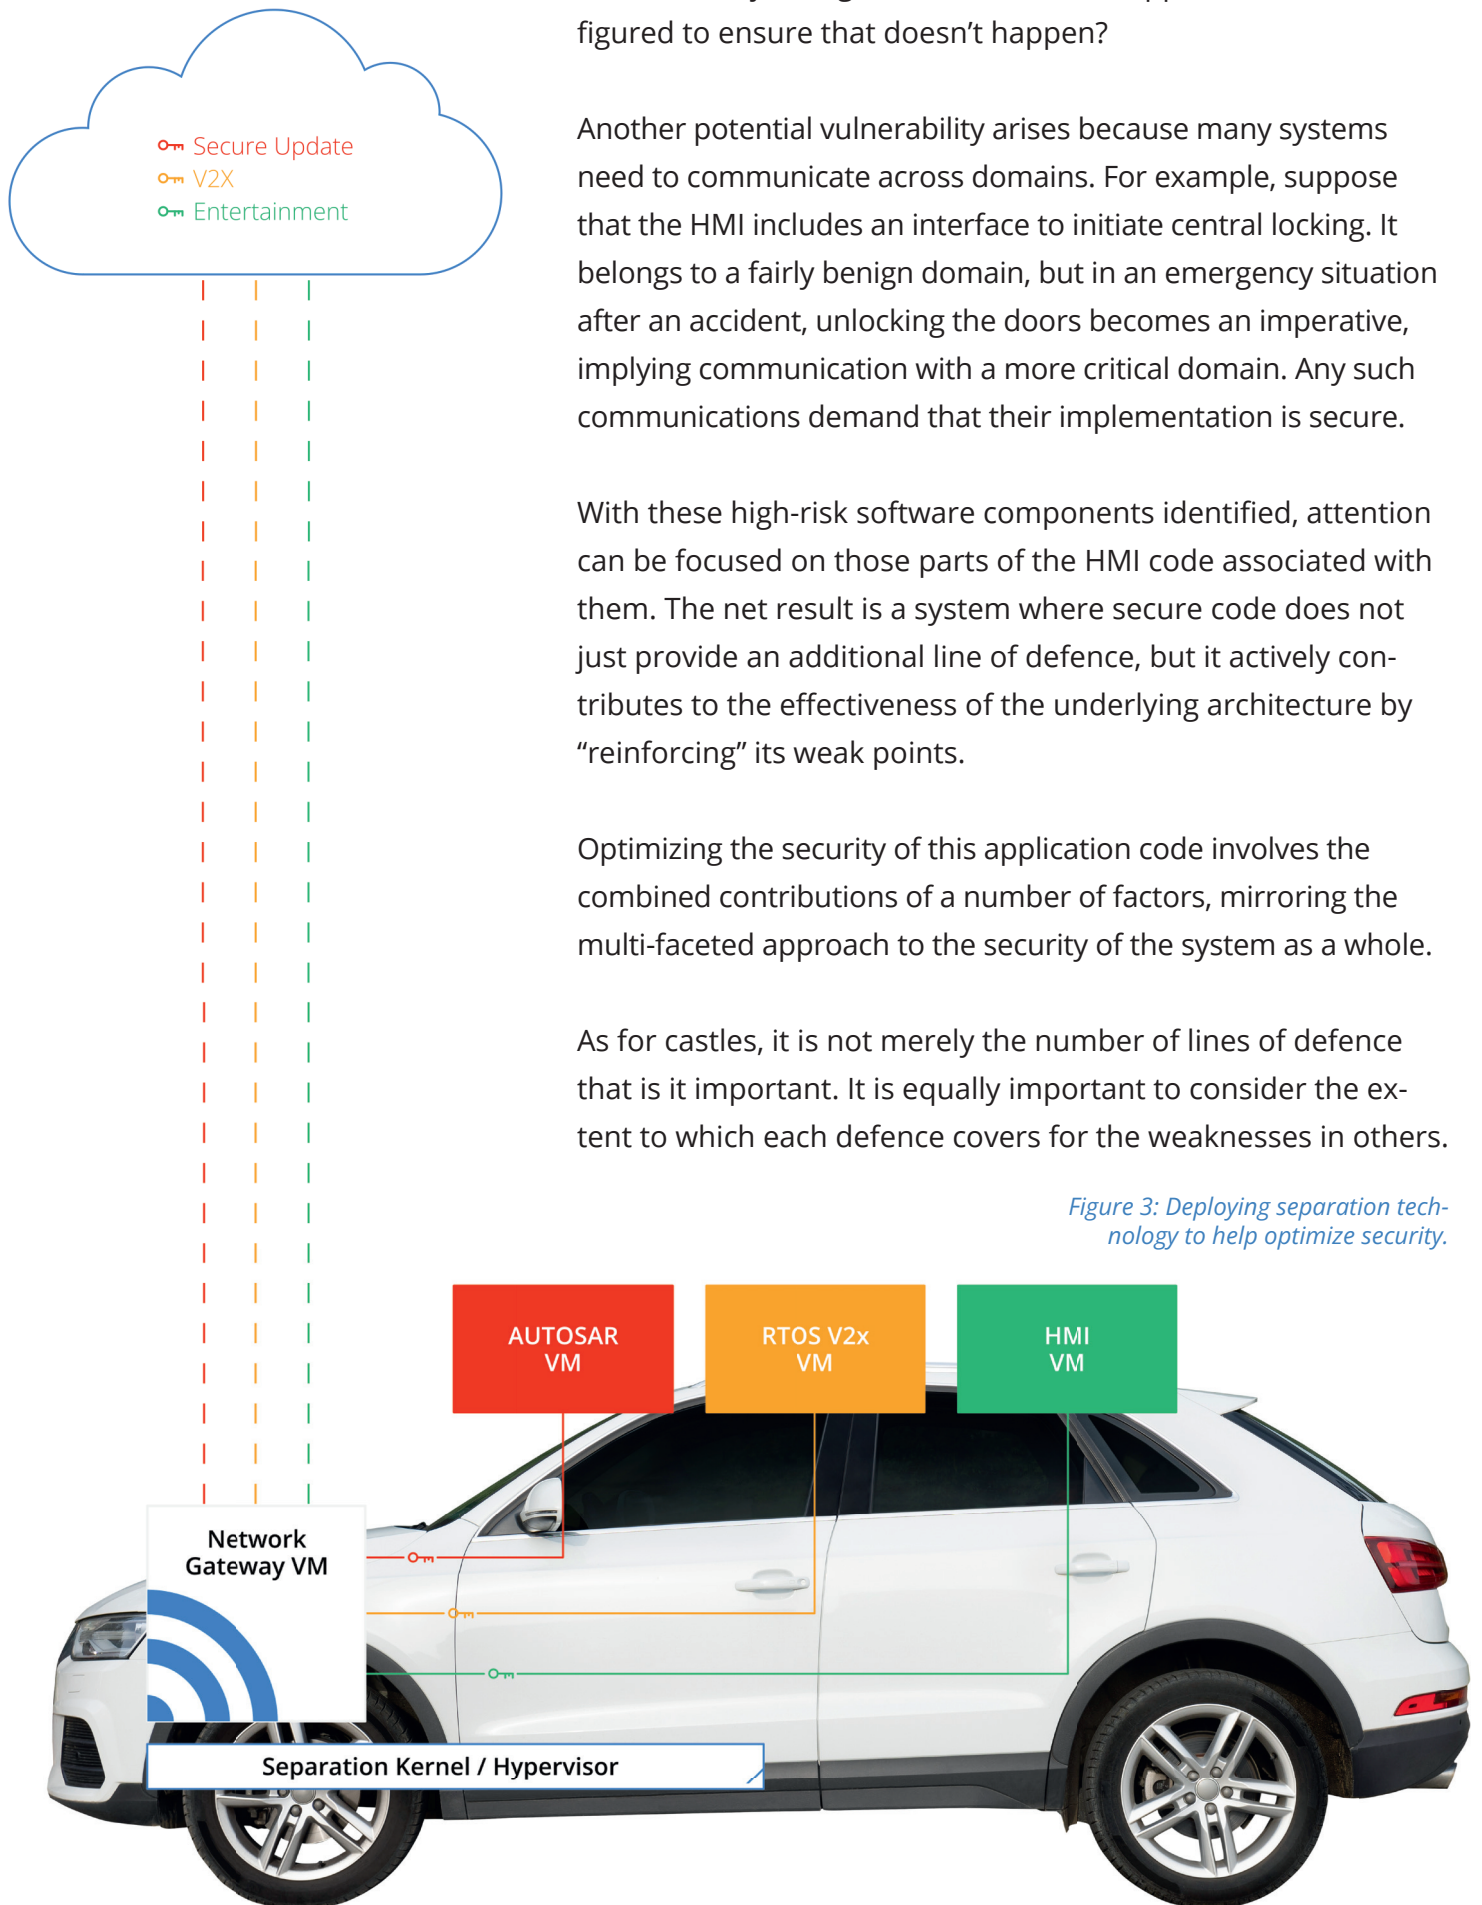 figured to ensure that doesn’t happen?
Another potential vulnerability arises because many systems
need to communicate across domains. For example, suppose
that the HMI includes an interface to initiate central locking. It
belongs to a fairly benign domain, but in an emergency situation
after an accident, unlocking the doors becomes an imperative,
implying communication with a more critical domain. Any such
communications demand that their implementation is secure.
With these high-risk software components identified, attention
can be focused on those parts of the HMI code associated with
them. The net result is a system where secure code does not
just provide an additional line of defence, but it actively con-
tributes to the effectiveness of the underlying architecture by
“reinforcing” its weak points.
Optimizing the security of this application code involves the
combined contributions of a number of factors, mirroring the
multi-faceted approach to the security of the system as a whole.
As for castles, it is not merely the number of lines of defence
that is it important. It is equally important to consider the ex-
tent to which each defence covers for the weaknesses in others.
Figure 3: Deploying separation tech-
nology to help optimize security.
Secure Update
V2X
Entertainment
AUTOSAR
VM
RTOS V2x
VM
HMI
VM
Network
Gateway VM
Separation Kernel / Hypervisor